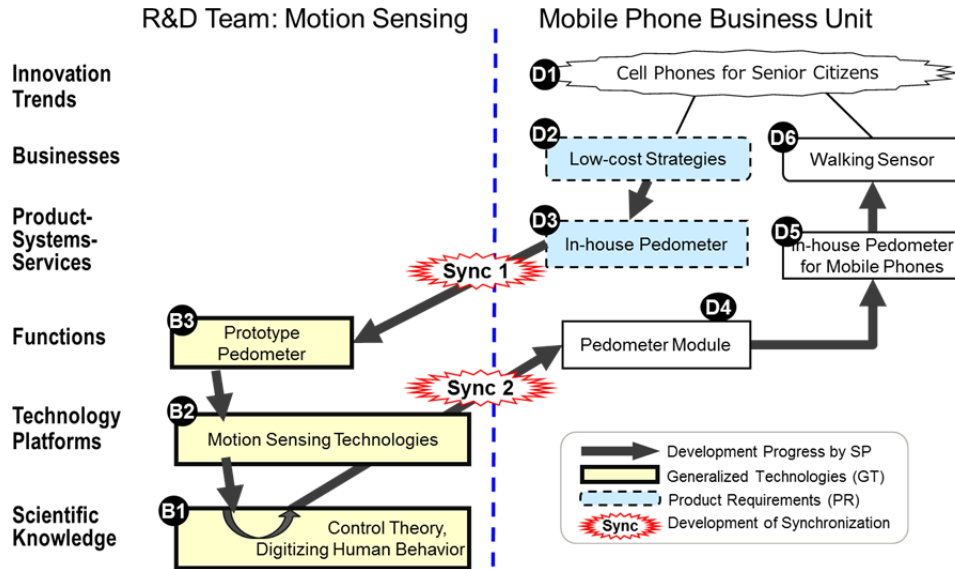 R&D Team: Motion Sensing
Mobile Phone Business Unit
Innovation
Trends
D1
Cell Phones for Senior Citizens
Businesses
D2
Low-cost Strategies
D6
Walking Sensor
Product-
Systems-
Services
D3
In-house Pedometer
D5
In-house Pedometer
for Mobile Phones
Sync 1
Functions
B3
Prototype
Pedometer
D4
Pedometer Module
Sync 2
Technology
Platforms
B2
Motion Sensing Technologies
Scientific
Knowledge
B1
Control Theory,
Digitizing Human Behavior
Development Progress by SP
Generalized Technologies (GT)
Product Requirements (PR)
Sync
Development of Synchronization